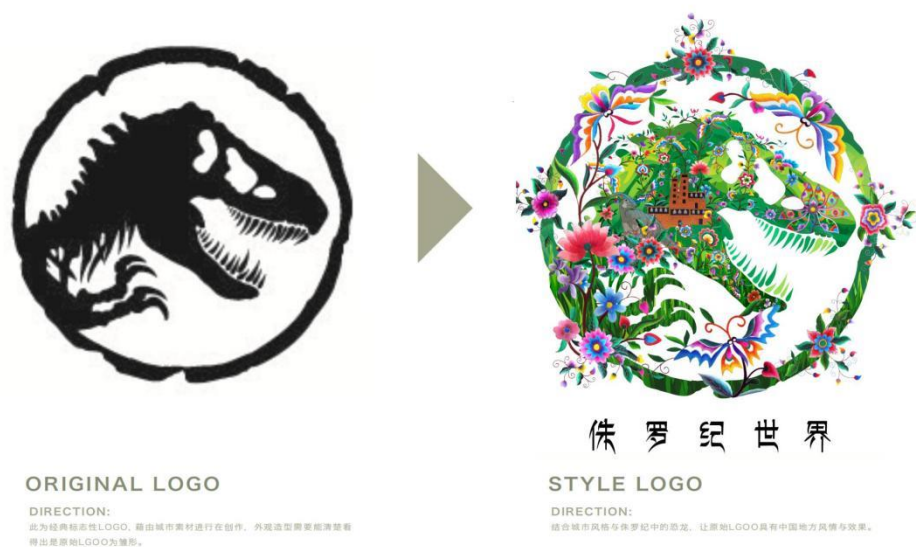 侏罗纪世界
ORIGINAL LOGO
DIRECTION:
此为经典标志性LOGO, 藉由城市素材进行在创作, 外观造型需要能清楚看
得出是原始LGOO为雏形。
STYLE LOGO
DIRECTION:
结合城市风格与侏罗纪中的恐龙, 让原始LGOO具有中国地方风情与效果。